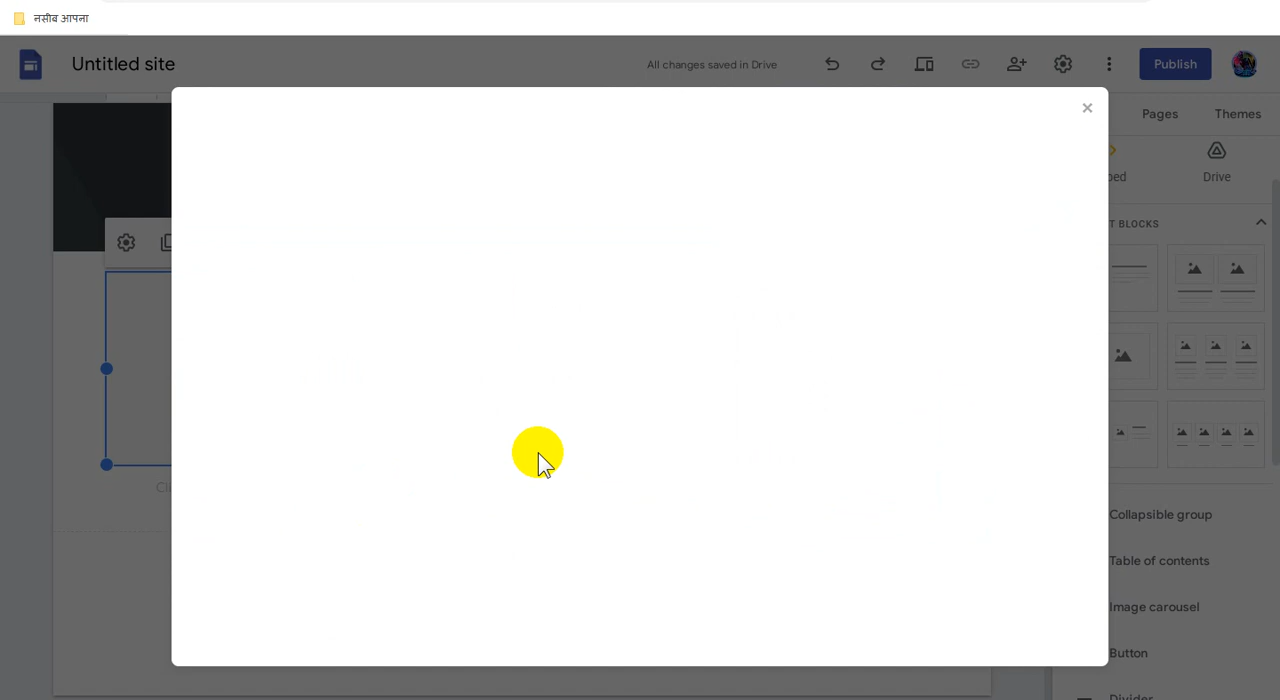 नसीब आपना
Untitled site
All changes saved in Drive
Publish
Pages
Themes
Drive
T BLOCKS
Collapsible group
Table of contents
Image carousel
Button
Divider